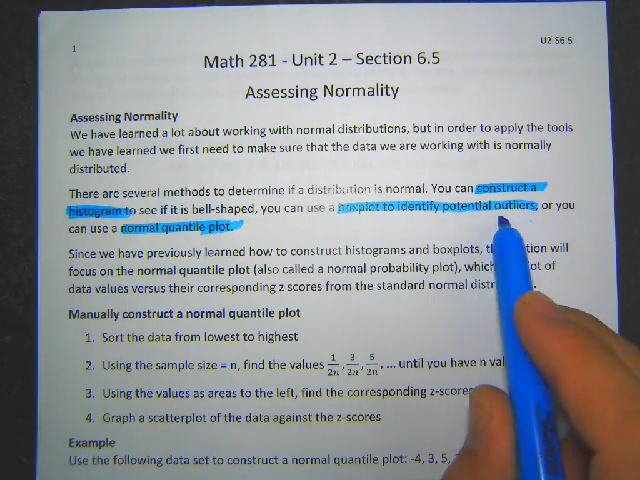 1
U2 S6.5
Math 281 - Unit 2 – Section 6.5
Assessing Normality
Assessing Normality
We have learned a lot about working with normal distributions, but in order to apply the tools
we have learned we first need to make sure that the data we are working with is normally
distributed.
There are several methods to determine if a distribution is normal. You can construct a
histogram to see if it is bell-shaped, you can use a boxplot to identify potential outliers, or you
can use a normal quantile plot.
Since we have previously learned how to construct histograms and boxplots, will
focus on the normal quantile plot (also called a normal probability plot), which of
data values versus their corresponding z scores from the standard normal
Manually construct a normal quantile plot
1. Sort the data from lowest to highest
2. Using the sample size = n, find the values 1/2n, 3/2n, 5/2n, ... until you have n
3. Using the values as areas to the left, find the corresponding
4. Graph a scatterplot of the data against the z-scores
Example
Use the following data set to construct a normal quantile plot: -4, 3, 5,